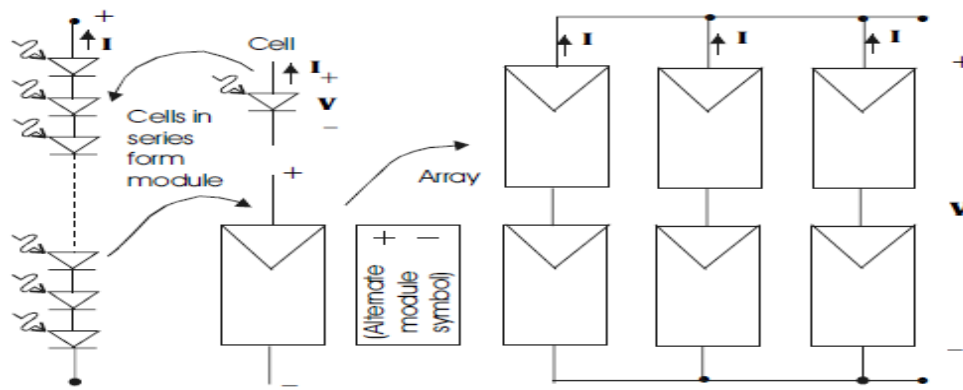 +
I
Cell
I
+
V
−
Cells in
series
form
module
+
−
Array
+ −
(Alternate
module
symbol)
I
I
I
+
V
−